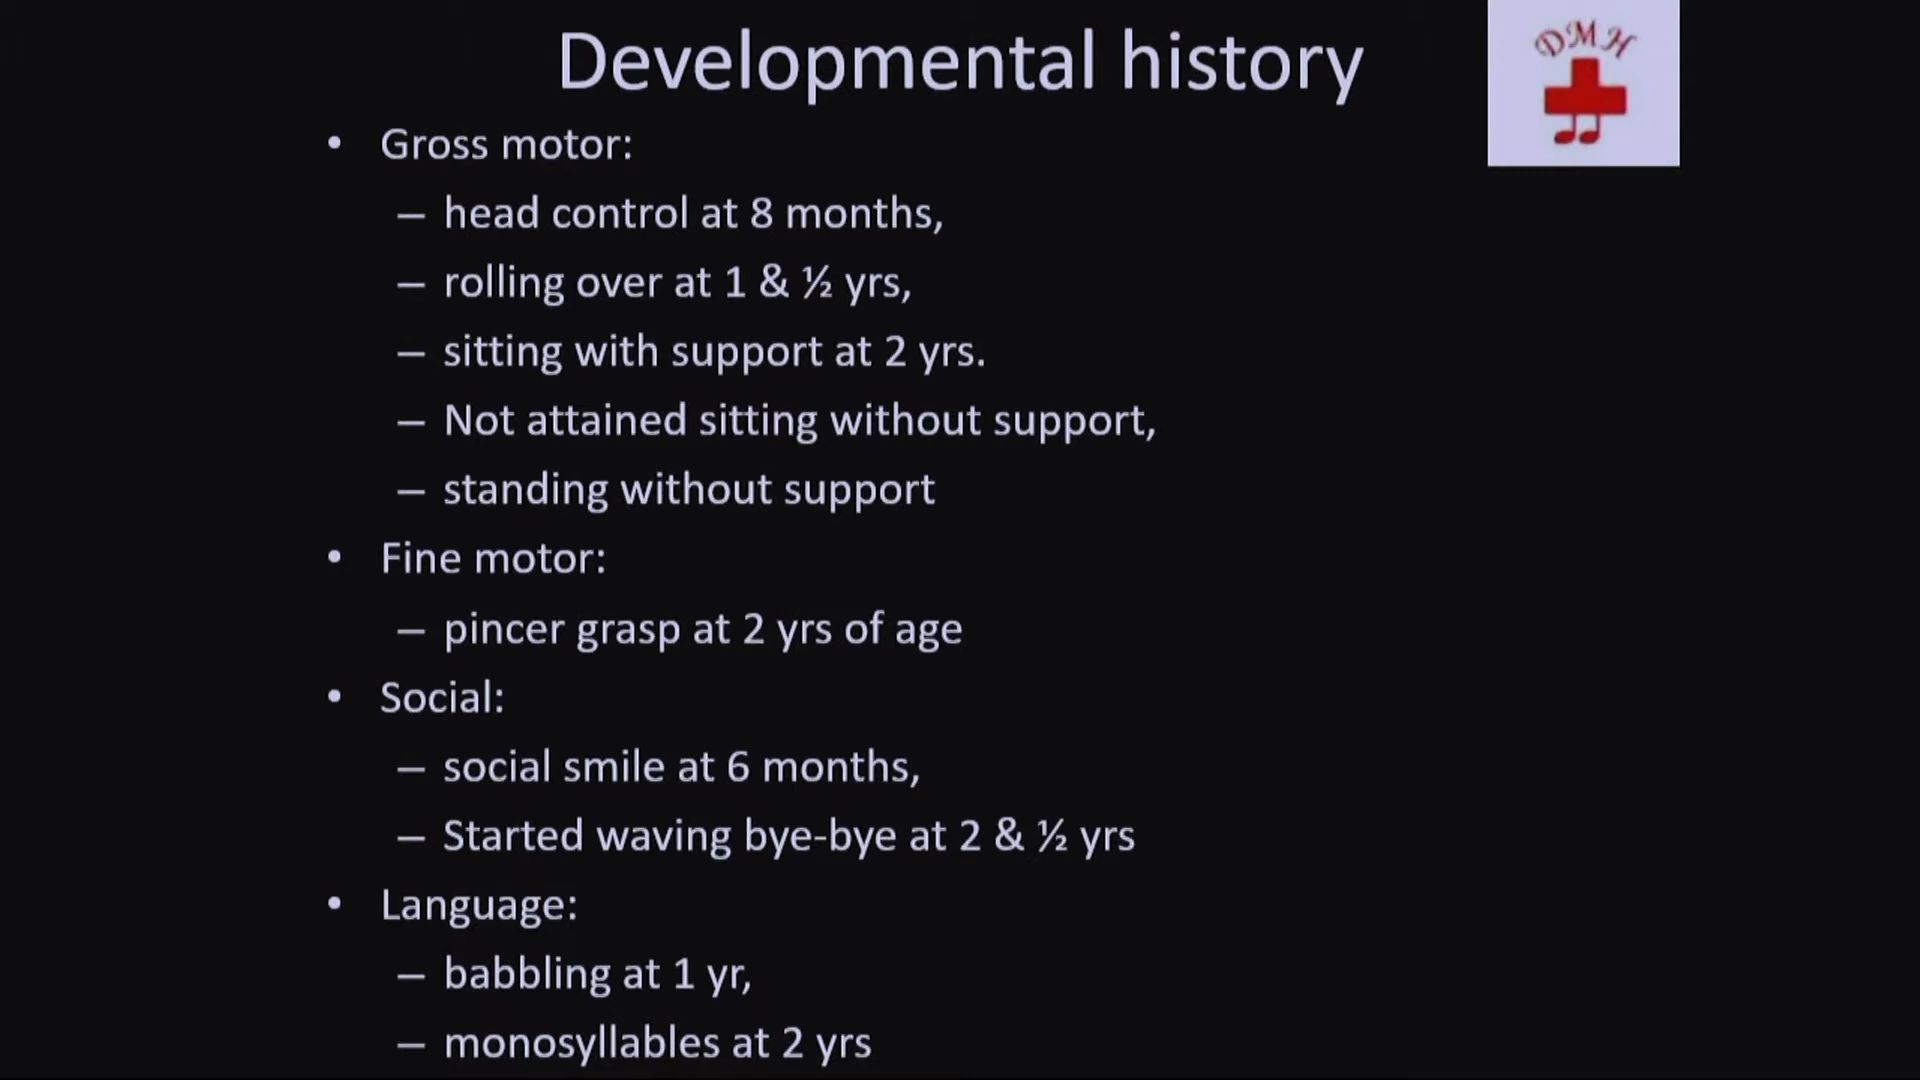 Developmental history
DMH
• Gross motor:
– head control at 8 months,
– rolling over at 1 & ½ yrs,
– sitting with support at 2 yrs.
– Not attained sitting without support,
– standing without support
• Fine motor:
– pincer grasp at 2 yrs of age
• Social:
– social smile at 6 months,
– Started waving bye-bye at 2 & ½ yrs
• Language:
– babbling at 1 yr,
– monosyllables at 2 yrs